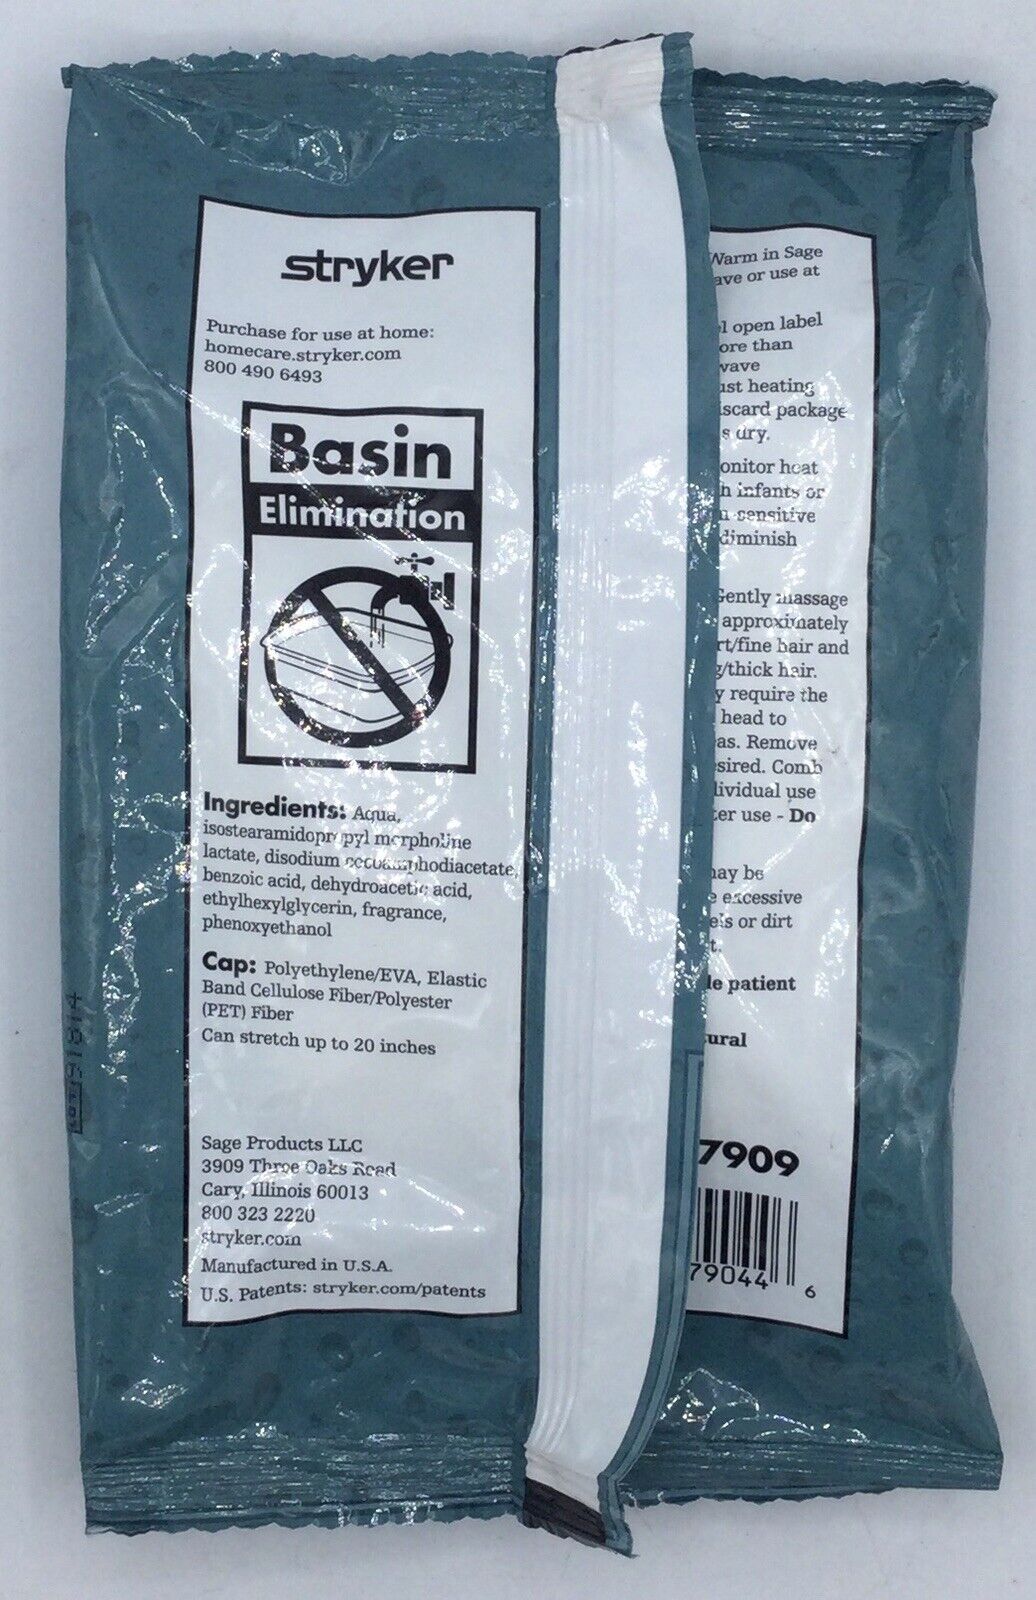 stryker
Purchase for use at home:
homecare.stryker.com
800 490 6493
Basin
Elimination
Ingredients: Aqua,
isostearamidopropyl morpholine
lactate, disodium cocoamphodiacetate,
benzoic acid, dehydroacetic acid,
ethylhexylglycerin, fragrance,
phenoxyethanol
Cap: Polyethylene/EVA, Elastic
Band Cellulose Fiber/Polyester
(PET) Fiber
Can stretch up to 20 inches
Sage Products LLC
3909 Three Oaks Road
Cary, Illinois 60013
800 323 2220
stryker.com
Manufactured in U.S.A.
U.S. Patents: stryker.com/patents
LOT 91814
Warm in Sage
ave or use at
l open label
ore than
wave
ust heating
iscard package
s dry.
onitor heat
h infants or
sensitive
diminish
Gently massage
approximately
rt/fine hair and
g/thick hair.
y require the
head to
as. Remove
esired. Comb
dividual use
ter use - Do
may be
e excessive
els or dirt
t.
le patient
tural
7909
79044 6